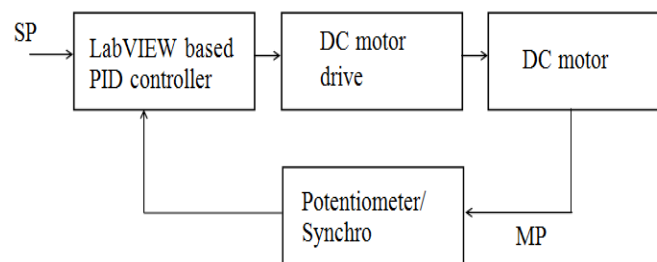 SP
LabVIEW based
PID controller
DC motor
drive
DC motor
Potentiometer/
Synchro
MP